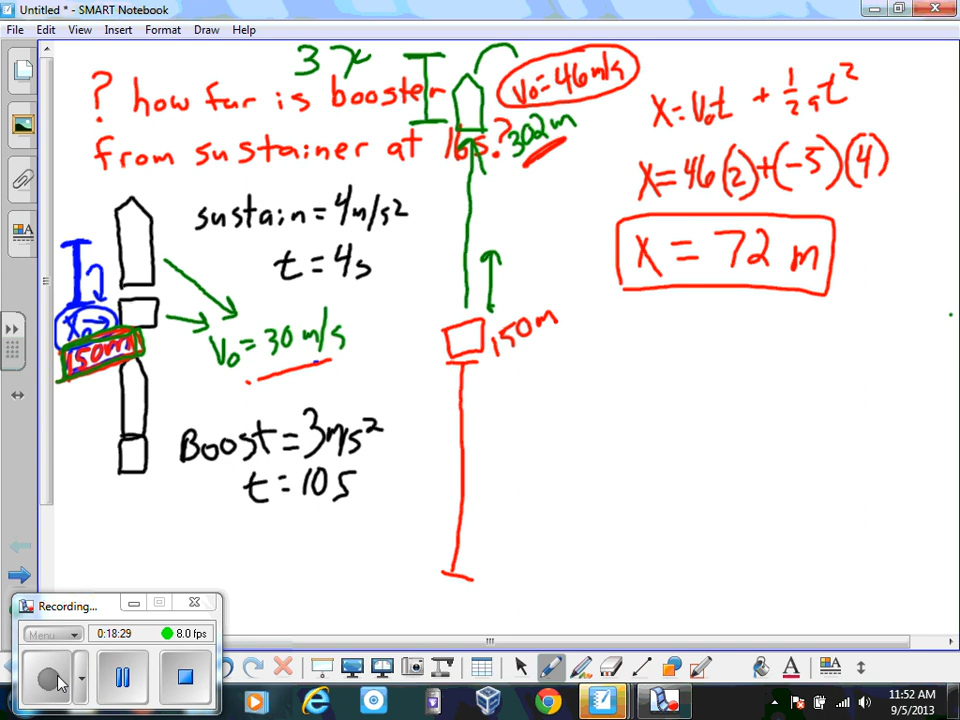 Untitled * - SMART Notebook
File Edit View Insert Format Draw Help
3 x
? how far is booster
from sustainer at 16s?
V₀=46m/s
302m
sustain=4m/s²
t=4s
X₀→
150m
V₀=30 m/s
Boost=3m/s²
t=10s
150m
X=V₀t + ½at²
X=46(2)+(-5)(4)
X = 72 m
Recording...
Menu
0:18:29
8.0 fps
11:52 AM
9/5/2013